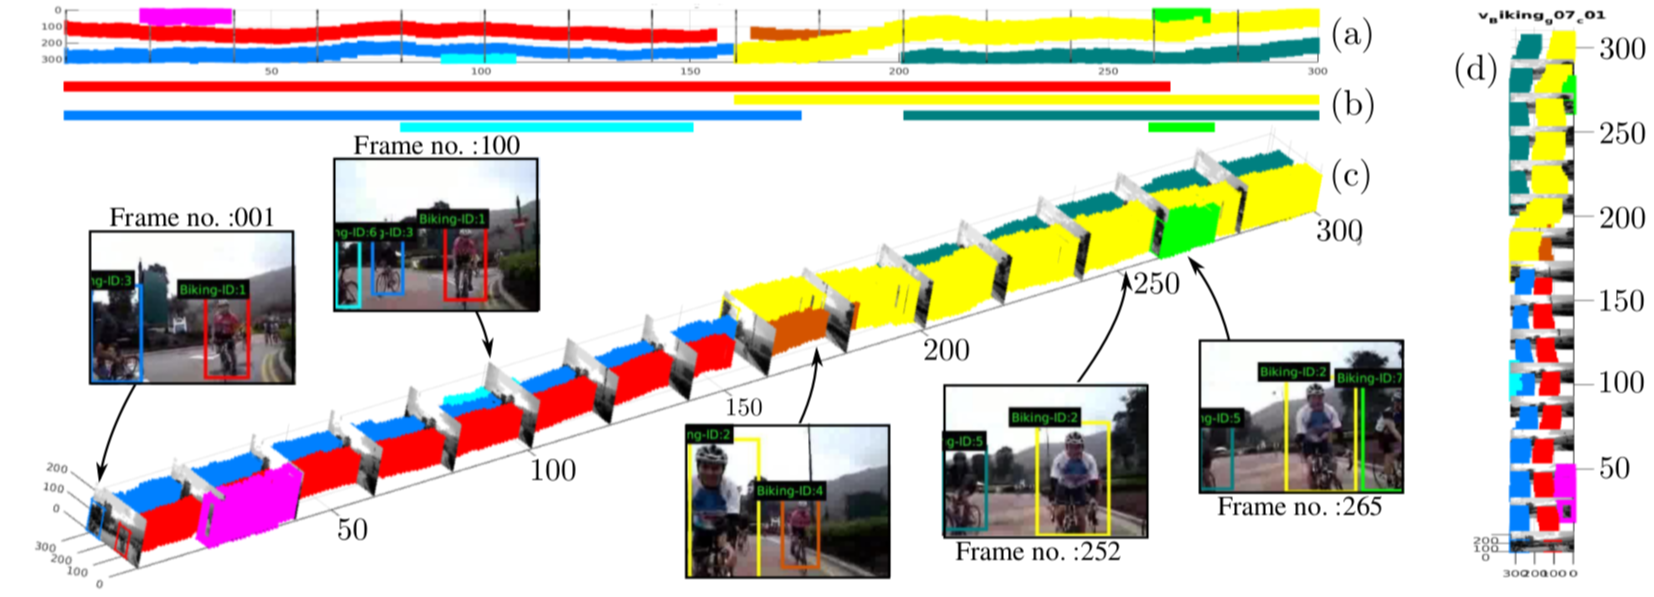 0
100
200
300
50
100
150
200
250
300
(a)
(b)
(c)
(d)
Frame no. :001
ng-ID:3
Biking-ID:1
Frame no. :100
ng-ID:6
g-ID:3
Biking-ID:1
200
100
0
300
200
100
0
50
100
150
200
250
300
ng-ID:2
Biking-ID:4
g-ID:5
Biking-ID:2
Frame no. :252
ng-ID:5
Biking-ID:2
Biking-ID:7
Frame no. :265
v_Biking_g07_c01
300
250
200
150
100
50
200
100
0
300
200
100
0